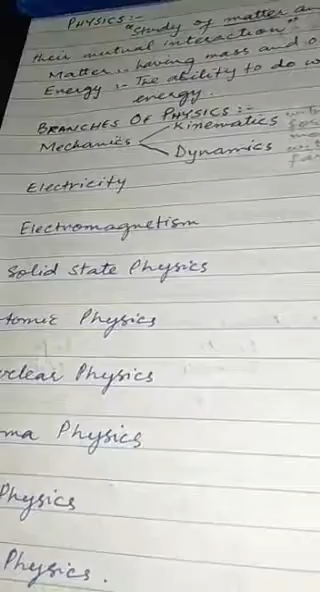 PHYSICS:-
"Study of matter
their mutual interaction"
Matter :- having mass and
Energy :- The ability to do
energy.
BRANCHES OF PHYSICS:-
Mechanics < Kinematics
Dynamics
Electricity
Electromagnetism
Solid State Physics
tomic Physics
clear Physics
ma Physics
Physics
Physics.